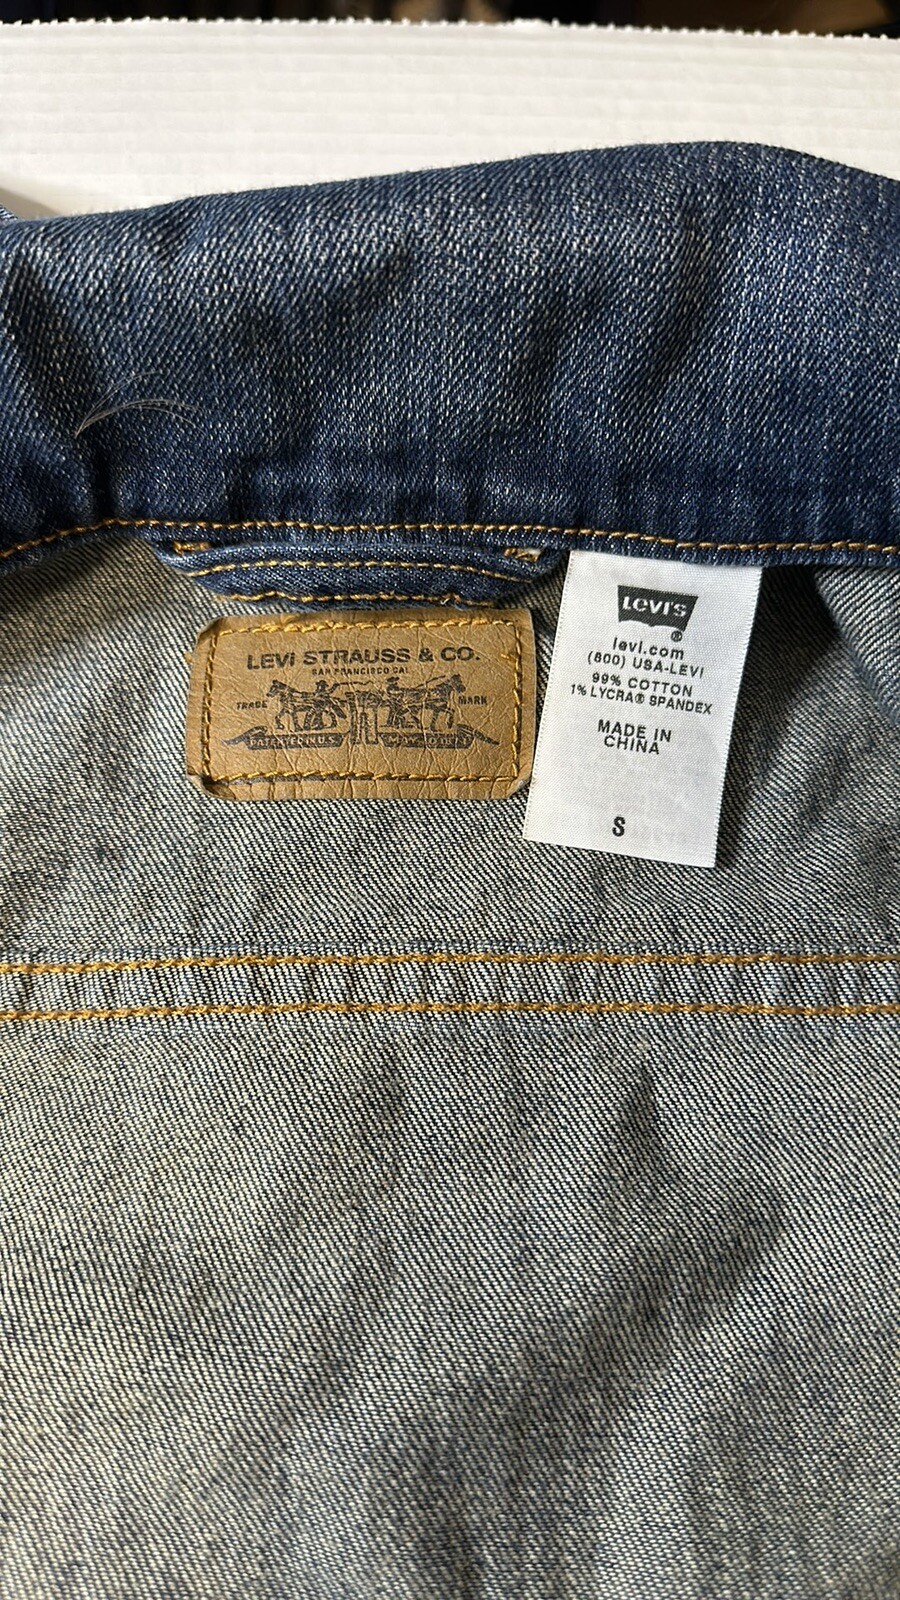 LEVI STRAUSS & CO.
SAN FRANCISCO CAL
TRADE MARK
LEVI'S
®
levi.com
(800) USA-LEVI
99% COTTON
1% LYCRA® SPANDEX
MADE IN
CHINA
S